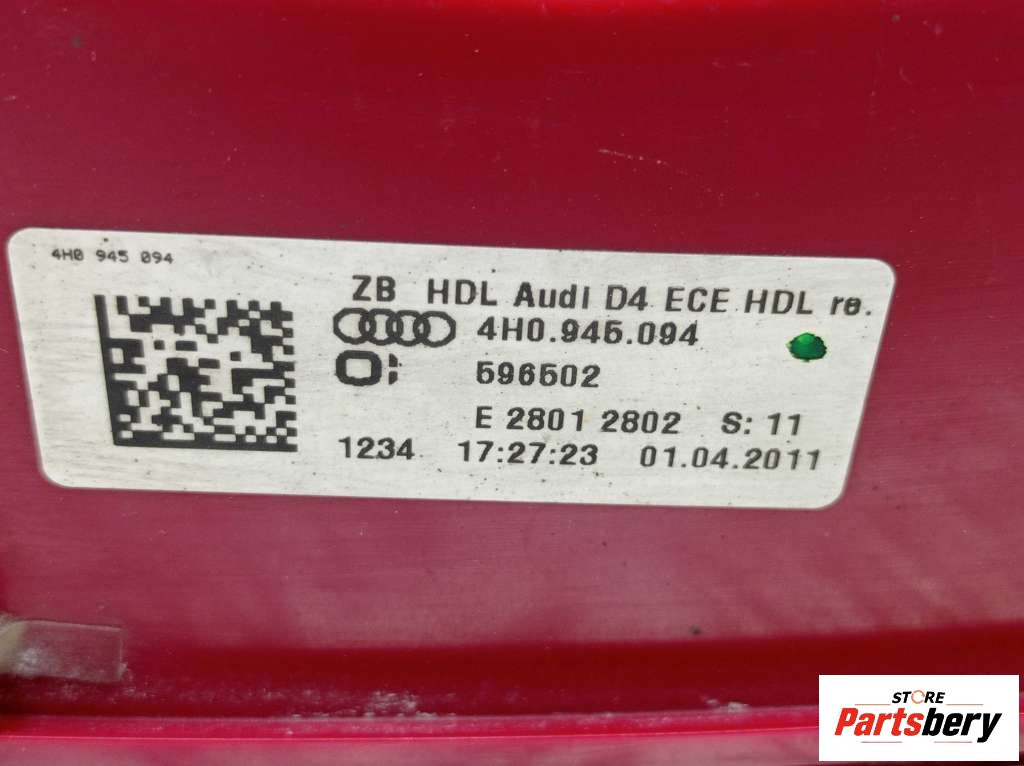 4H0 945 094
ZB HDL Audi D4 ECE HDL re.
4H0.945.094
596502
E 2801 2802 S: 11
1234 17:27:23 01.04.2011
STORE
Partsbery